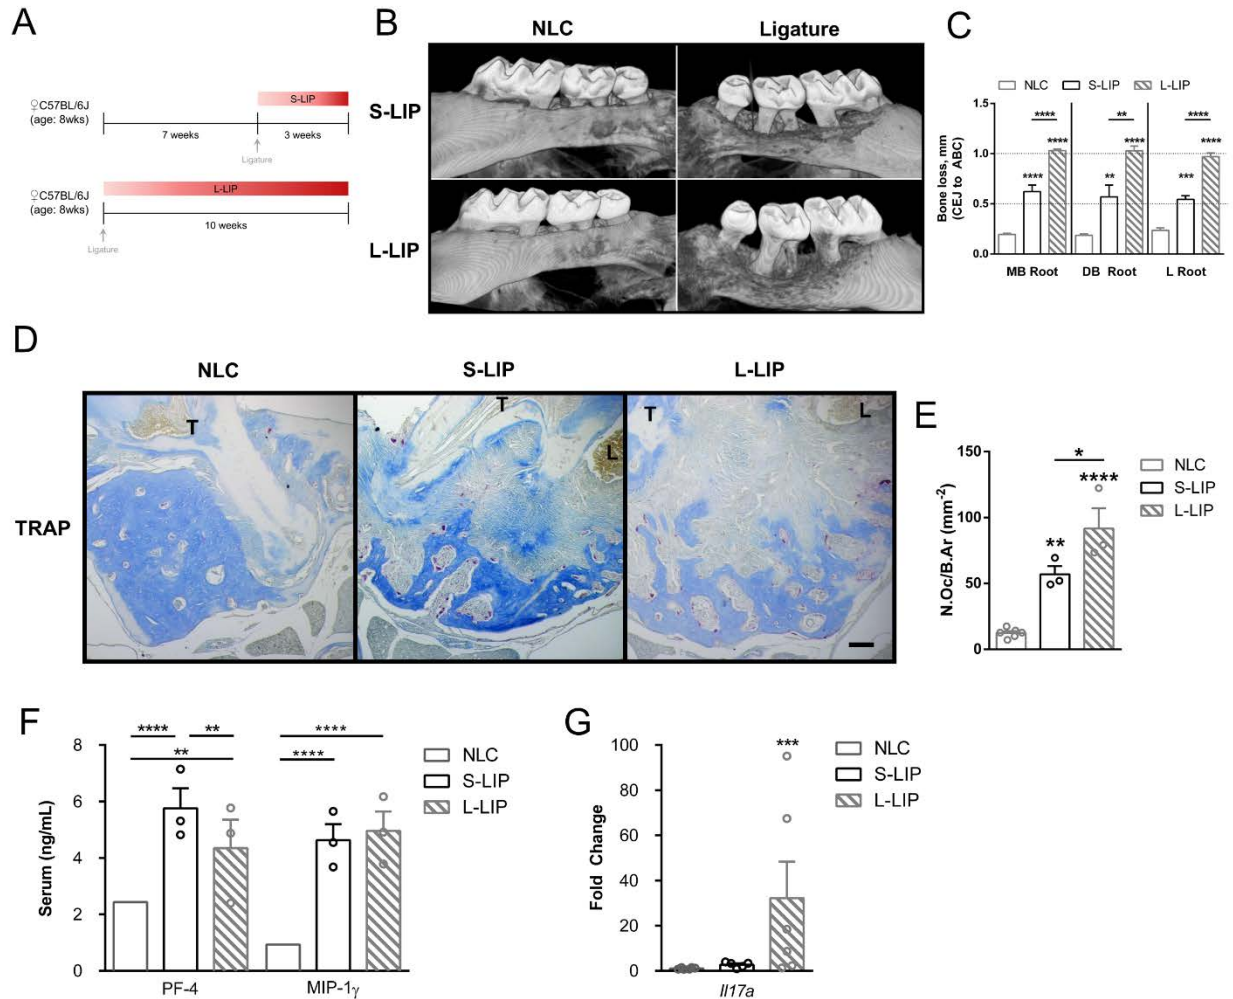 A
♀C57BL/6J
(age: 8wks)
S-LIP
7 weeks
3 weeks
Ligature
♀C57BL/6J
(age: 8wks)
L-LIP
10 weeks
Ligature
B
NLC
Ligature
S-LIP
L-LIP
C
NLC
S-LIP
L-LIP
Bone loss, mm
(CEJ to ABC)
1.5
1.0
0.5
0.0
****
**
****
****
****
****
**
****
***
****
MB Root
DB Root
L Root
D
NLC
S-LIP
L-LIP
TRAP
T
T
L
T
L
E
N.Oc/B.Ar (mm-2)
150
100
50
0
*
****
**
NLC
S-LIP
L-LIP
F
Serum (ng/mL)
8
6
4
2
0
****
**
**
****
****
PF-4
MIP-1γ
NLC
S-LIP
L-LIP
G
Fold Change
100
80
60
40
20
0
***
Il17a
NLC
S-LIP
L-LIP